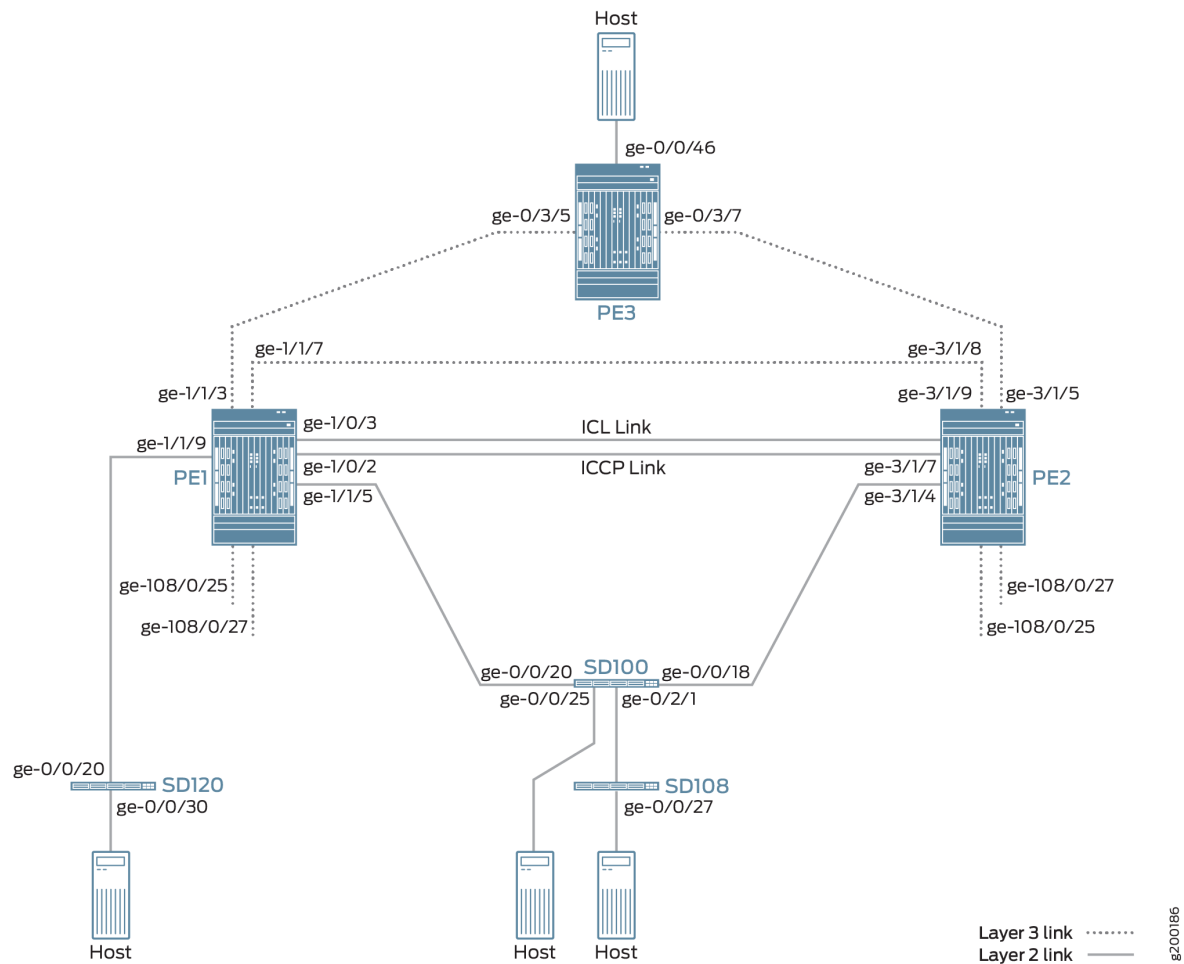 Host
ge-0/0/46
ge-0/3/5
ge-0/3/7
PE3
ge-1/1/7
ge-3/1/8
ge-1/1/3
ge-3/1/9
ge-3/1/5
ge-1/0/3
ICL Link
ge-1/1/9
ge-1/0/2
ICCP Link
ge-3/1/7
PE1
PE2
ge-1/1/5
ge-3/1/4
ge-108/0/25
ge-108/0/27
ge-108/0/27
ge-108/0/25
SD100
ge-0/0/20
ge-0/0/18
ge-0/0/25
ge-0/2/1
ge-0/0/20
SD120
SD108
ge-0/0/30
ge-0/0/27
Host
Host
Host
Layer 3 link
Layer 2 link
g200186